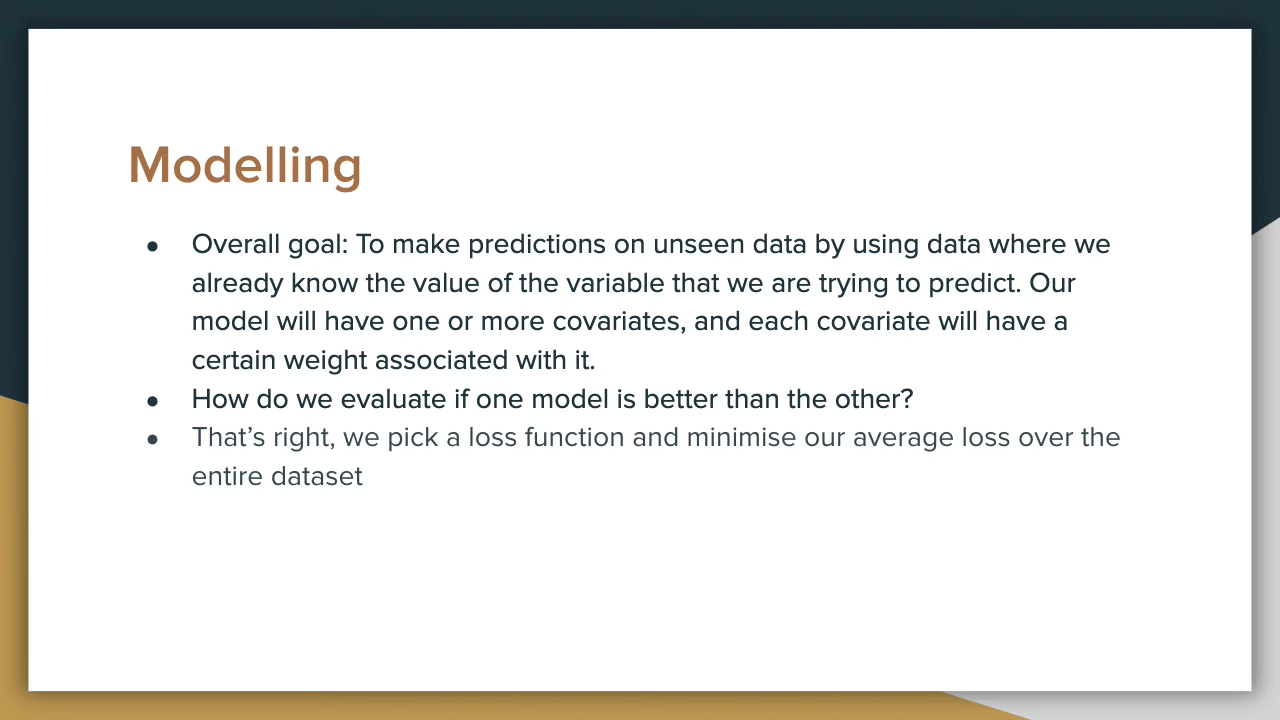 Modelling
● Overall goal: To make predictions on unseen data by using data where we
already know the value of the variable that we are trying to predict. Our
model will have one or more covariates, and each covariate will have a
certain weight associated with it.
● How do we evaluate if one model is better than the other?
● That’s right, we pick a loss function and minimise our average loss over the
entire dataset